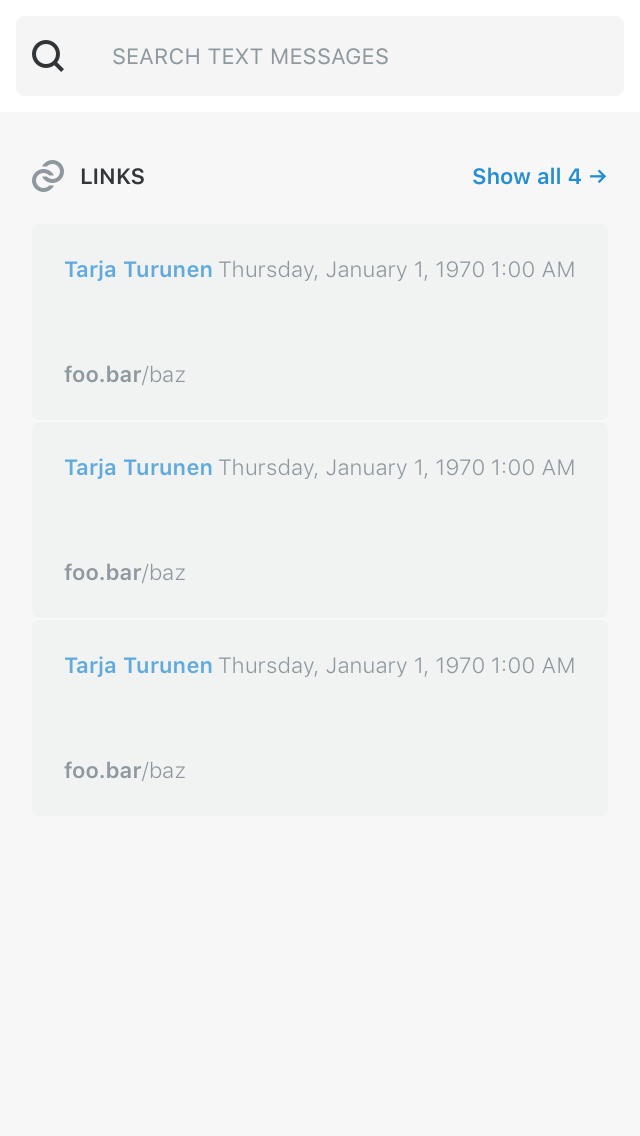 SEARCH TEXT MESSAGES
LINKS
Show all 4 →
Tarja Turunen Thursday, January 1, 1970 1:00 AM
foo.bar/baz
Tarja Turunen Thursday, January 1, 1970 1:00 AM
foo.bar/baz
Tarja Turunen Thursday, January 1, 1970 1:00 AM
foo.bar/baz